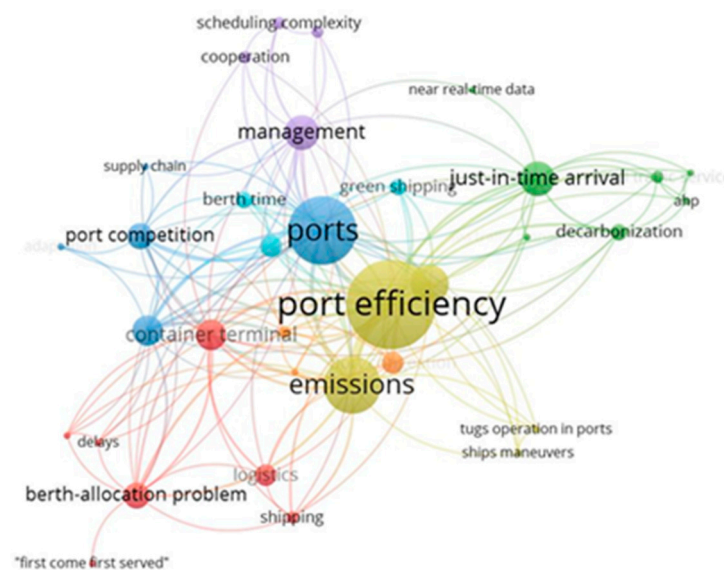 scheduling complexity
cooperation
near real-time data
management
supply chain
just-in-time arrival
green shipping
berth time
ahp
ports
port competition
decarbonization
port efficiency
container terminal
emissions
tugs operation in ports
delays
ships maneuvers
logistics
berth-allocation problem
shipping
"first come first served"